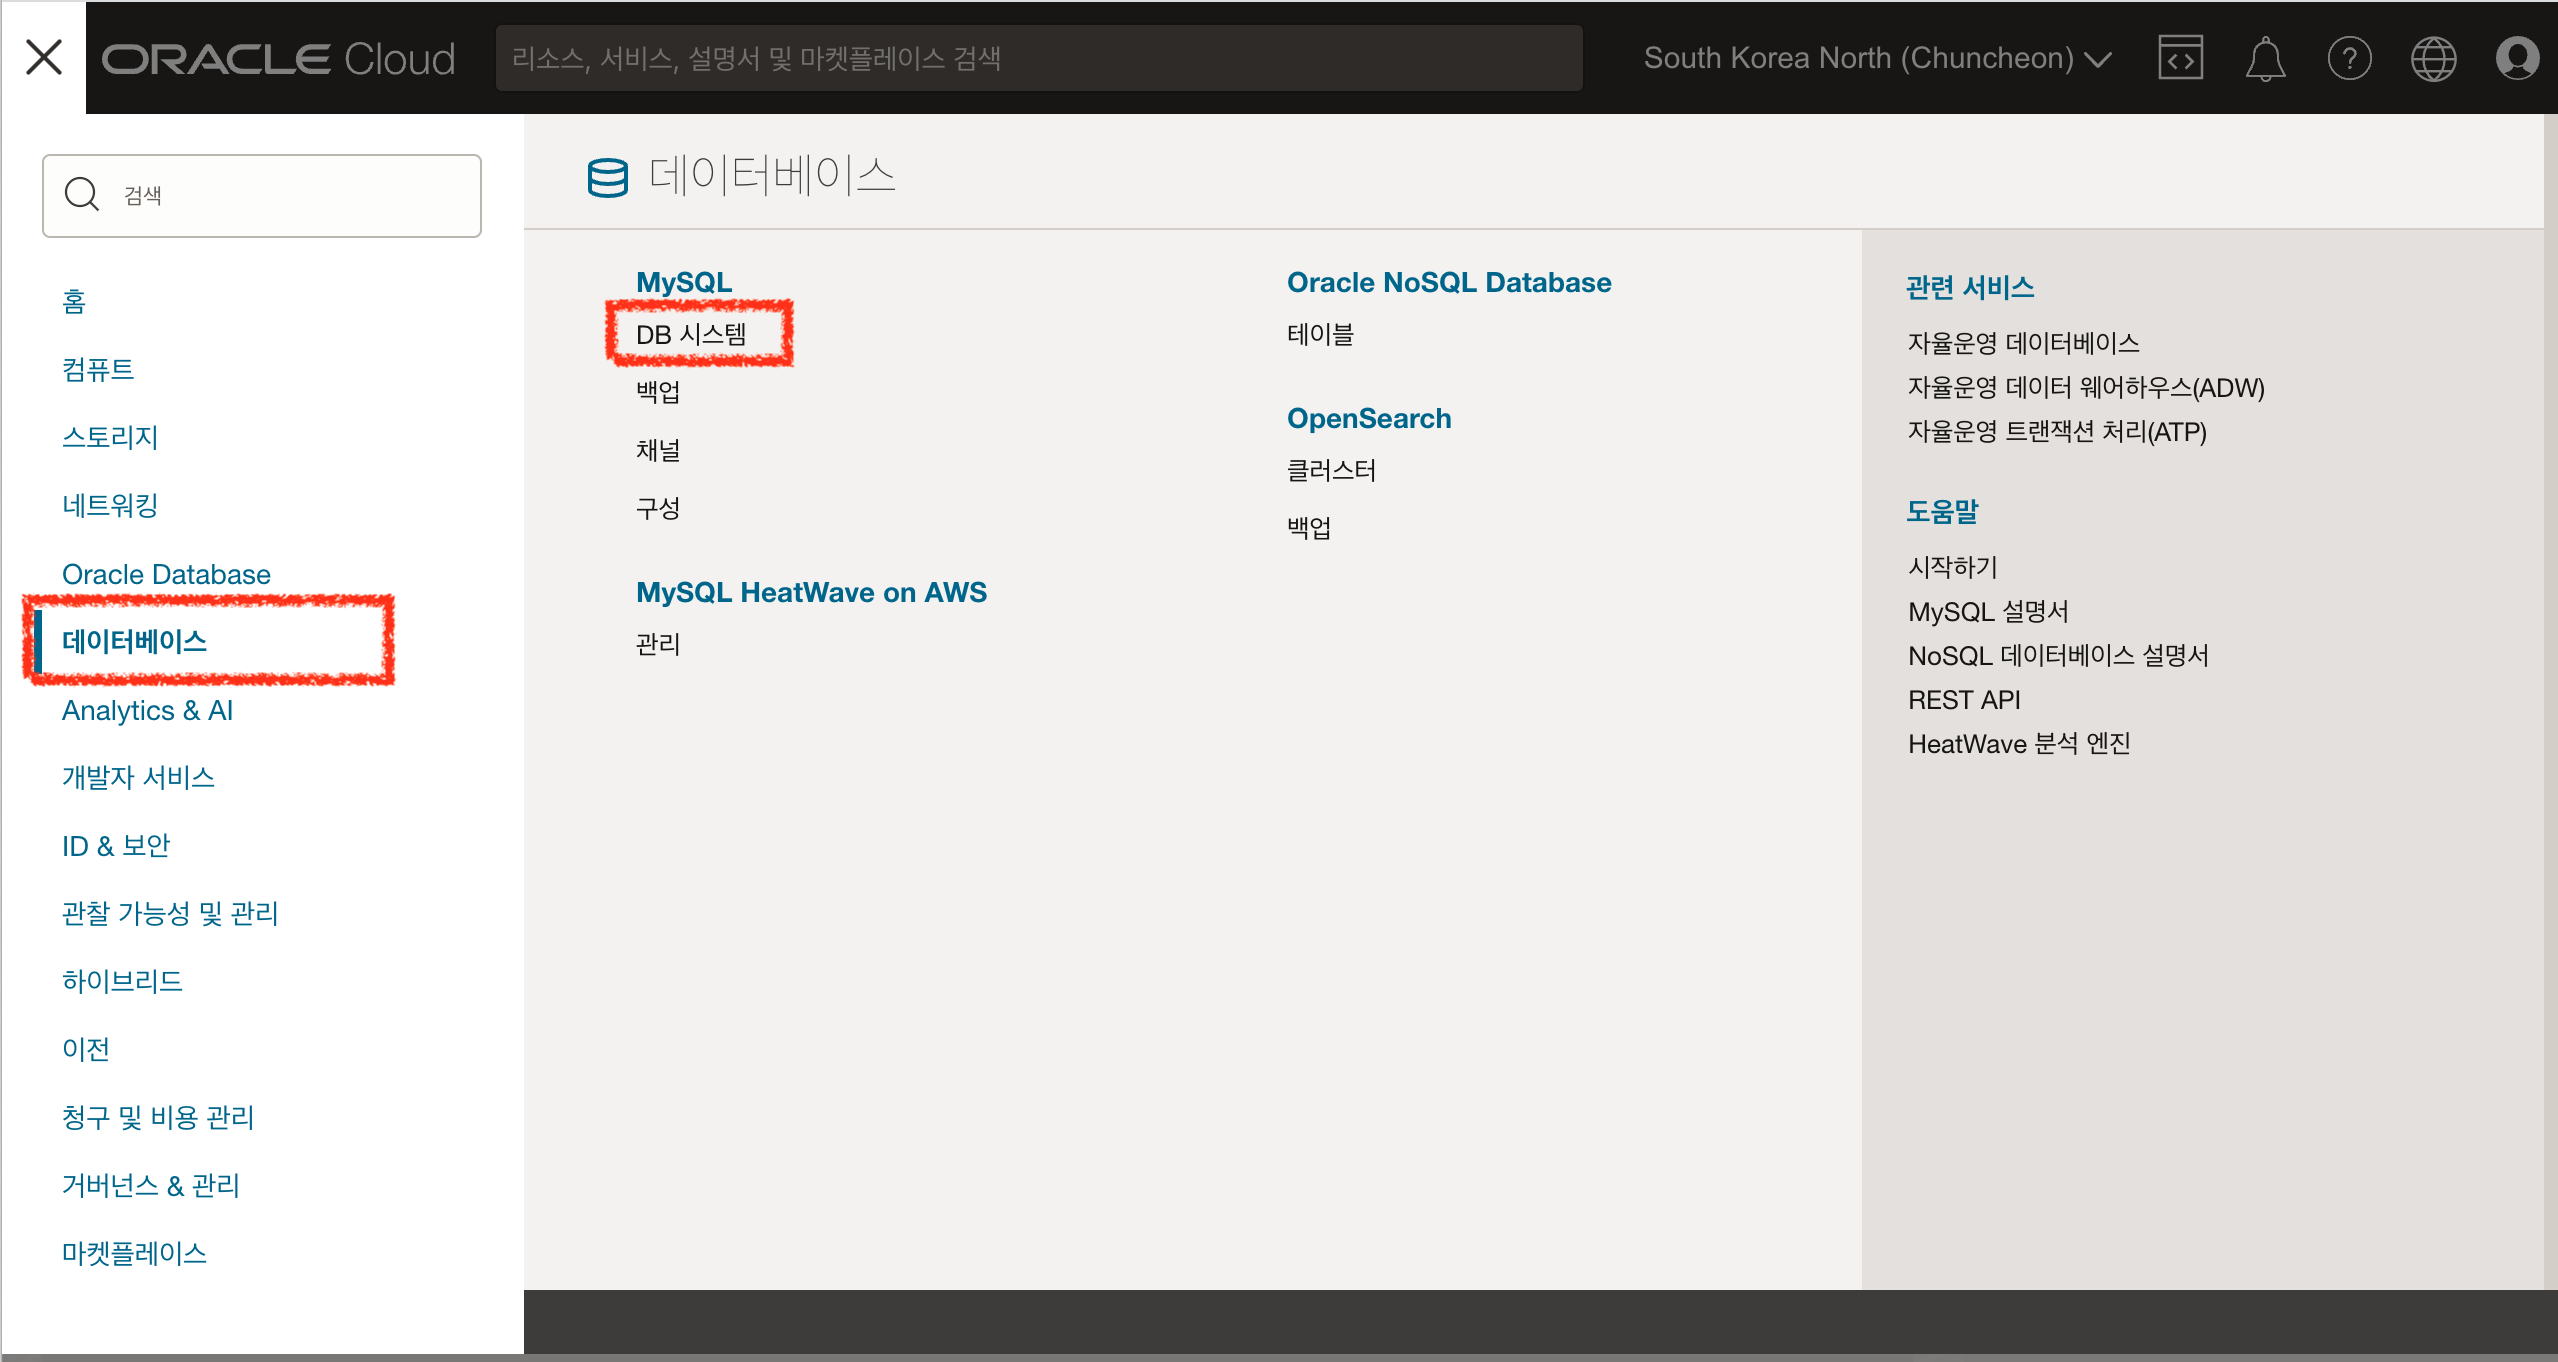 ORACLE Cloud
리소스, 서비스, 설명서 및 마켓플레이스 검색
South Korea North (Chuncheon)
검색
홈
컴퓨트
스토리지
네트워킹
Oracle Database
데이터베이스
Analytics & AI
개발자 서비스
ID & 보안
관찰 가능성 및 관리
하이브리드
이전
청구 및 비용 관리
거버넌스 & 관리
마켓플레이스
데이터베이스
MySQL
DB 시스템
백업
채널
구성
MySQL HeatWave on AWS
관리
Oracle NoSQL Database
테이블
OpenSearch
클러스터
백업
관련 서비스
자율운영 데이터베이스
자율운영 데이터 웨어하우스(ADW)
자율운영 트랜잭션 처리(ATP)
도움말
시작하기
MySQL 설명서
NoSQL 데이터베이스 설명서
REST API
HeatWave 분석 엔진